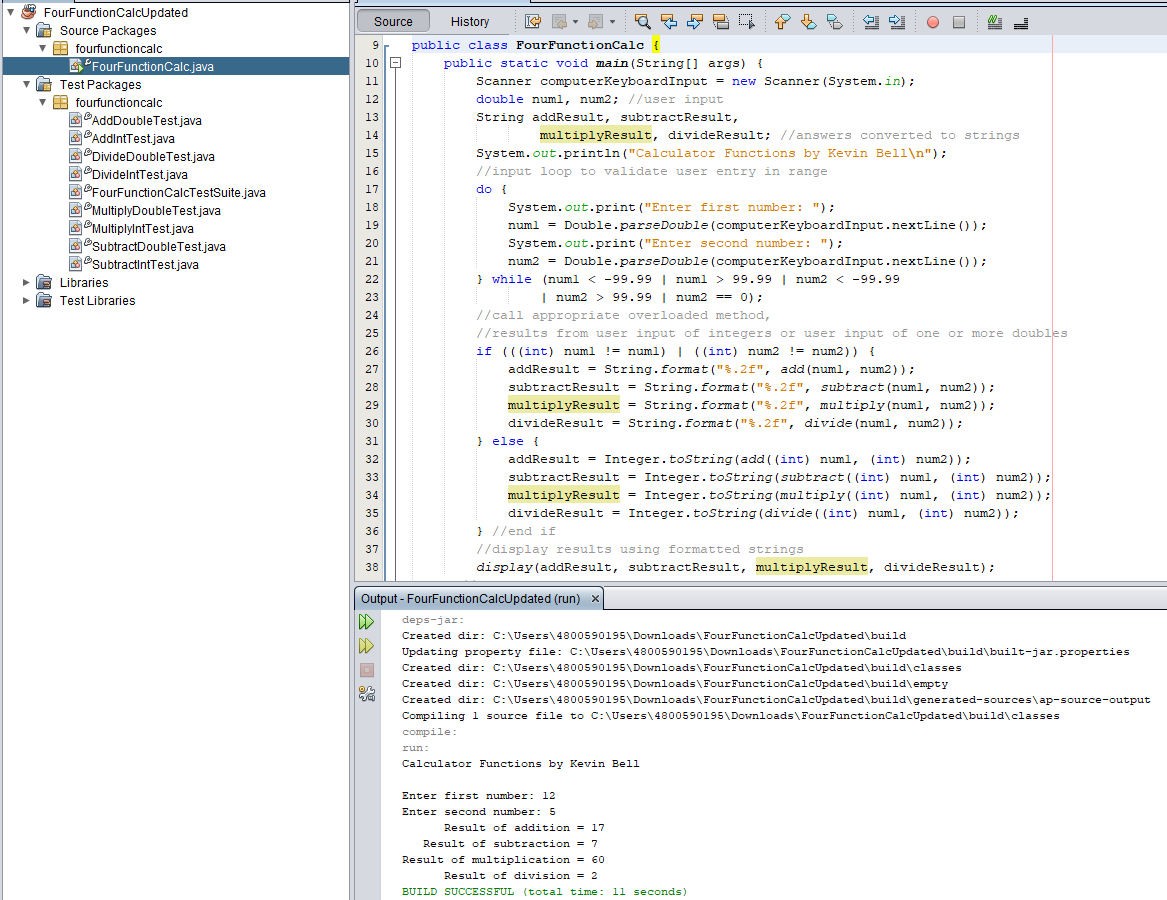 FourFunctionCalcUpdated
Source Packages
fourfunctioncalc
FourFunctionCalc.java
Test Packages
fourfunctioncalc
AddDoubleTest.java
AddIntTest.java
DivideDoubleTest.java
DivideIntTest.java
FourFunctionCalcTestSuite.java
MultiplyDoubleTest.java
MultiplyIntTest.java
SubtractDoubleTest.java
SubtractIntTest.java
Libraries
Test Libraries
Source History
9 public class FourFunctionCalc {
10 public static void main(String[] args) {
11 Scanner computerKeyboardInput = new Scanner(System.in);
12 double num1, num2; //user input
13 String addResult, subtractResult,
14 multiplyResult, divideResult; //answers converted to strings
15 System.out.println("Calculator Functions by Kevin Bell\n");
16 //input loop to validate user entry in range
17 do {
18 System.out.print("Enter first number: ");
19 num1 = Double.parseDouble(computerKeyboardInput.nextLine());
20 System.out.print("Enter second number: ");
21 num2 = Double.parseDouble(computerKeyboardInput.nextLine());
22 } while (num1 < -99.99 | num1 > 99.99 | num2 < -99.99
23 | num2 > 99.99 | num2 == 0);
24 //call appropriate overloaded method,
25 //results from user input of integers or user input of one or more doubles
26 if (((int) num1 != num1) | ((int) num2 != num2)) {
27 addResult = String.format("%.2f", add(num1, num2));
28 subtractResult = String.format("%.2f", subtract(num1, num2));
29 multiplyResult = String.format("%.2f", multiply(num1, num2));
30 divideResult = String.format("%.2f", divide(num1, num2));
31 } else {
32 addResult = Integer.toString(add((int) num1, (int) num2));
33 subtractResult = Integer.toString(subtract((int) num1, (int) num2));
34 multiplyResult = Integer.toString(multiply((int) num1, (int) num2));
35 divideResult = Integer.toString(divide((int) num1, (int) num2));
36 } //end if
37 //display results using formatted strings
38 display(addResult, subtractResult, multiplyResult, divideResult);
Output - FourFunctionCalcUpdated (run) ×
deps-jar:
Created dir: C:\Users\4800590195\Downloads\FourFunctionCalcUpdated\build
Updating property file: C:\Users\4800590195\Downloads\FourFunctionCalcUpdated\build\built-jar.properties
Created dir: C:\Users\4800590195\Downloads\FourFunctionCalcUpdated\build\classes
Created dir: C:\Users\4800590195\Downloads\FourFunctionCalcUpdated\build\empty
Created dir: C:\Users\4800590195\Downloads\FourFunctionCalcUpdated\build\generated-sources\ap-source-output
Compiling 1 source file to C:\Users\4800590195\Downloads\FourFunctionCalcUpdated\build\classes
compile:
run:
Calculator Functions by Kevin Bell
Enter first number: 12
Enter second number: 5
Result of addition = 17
Result of subtraction = 7
Result of multiplication = 60
Result of division = 2
BUILD SUCCESSFUL (total time: 11 seconds)